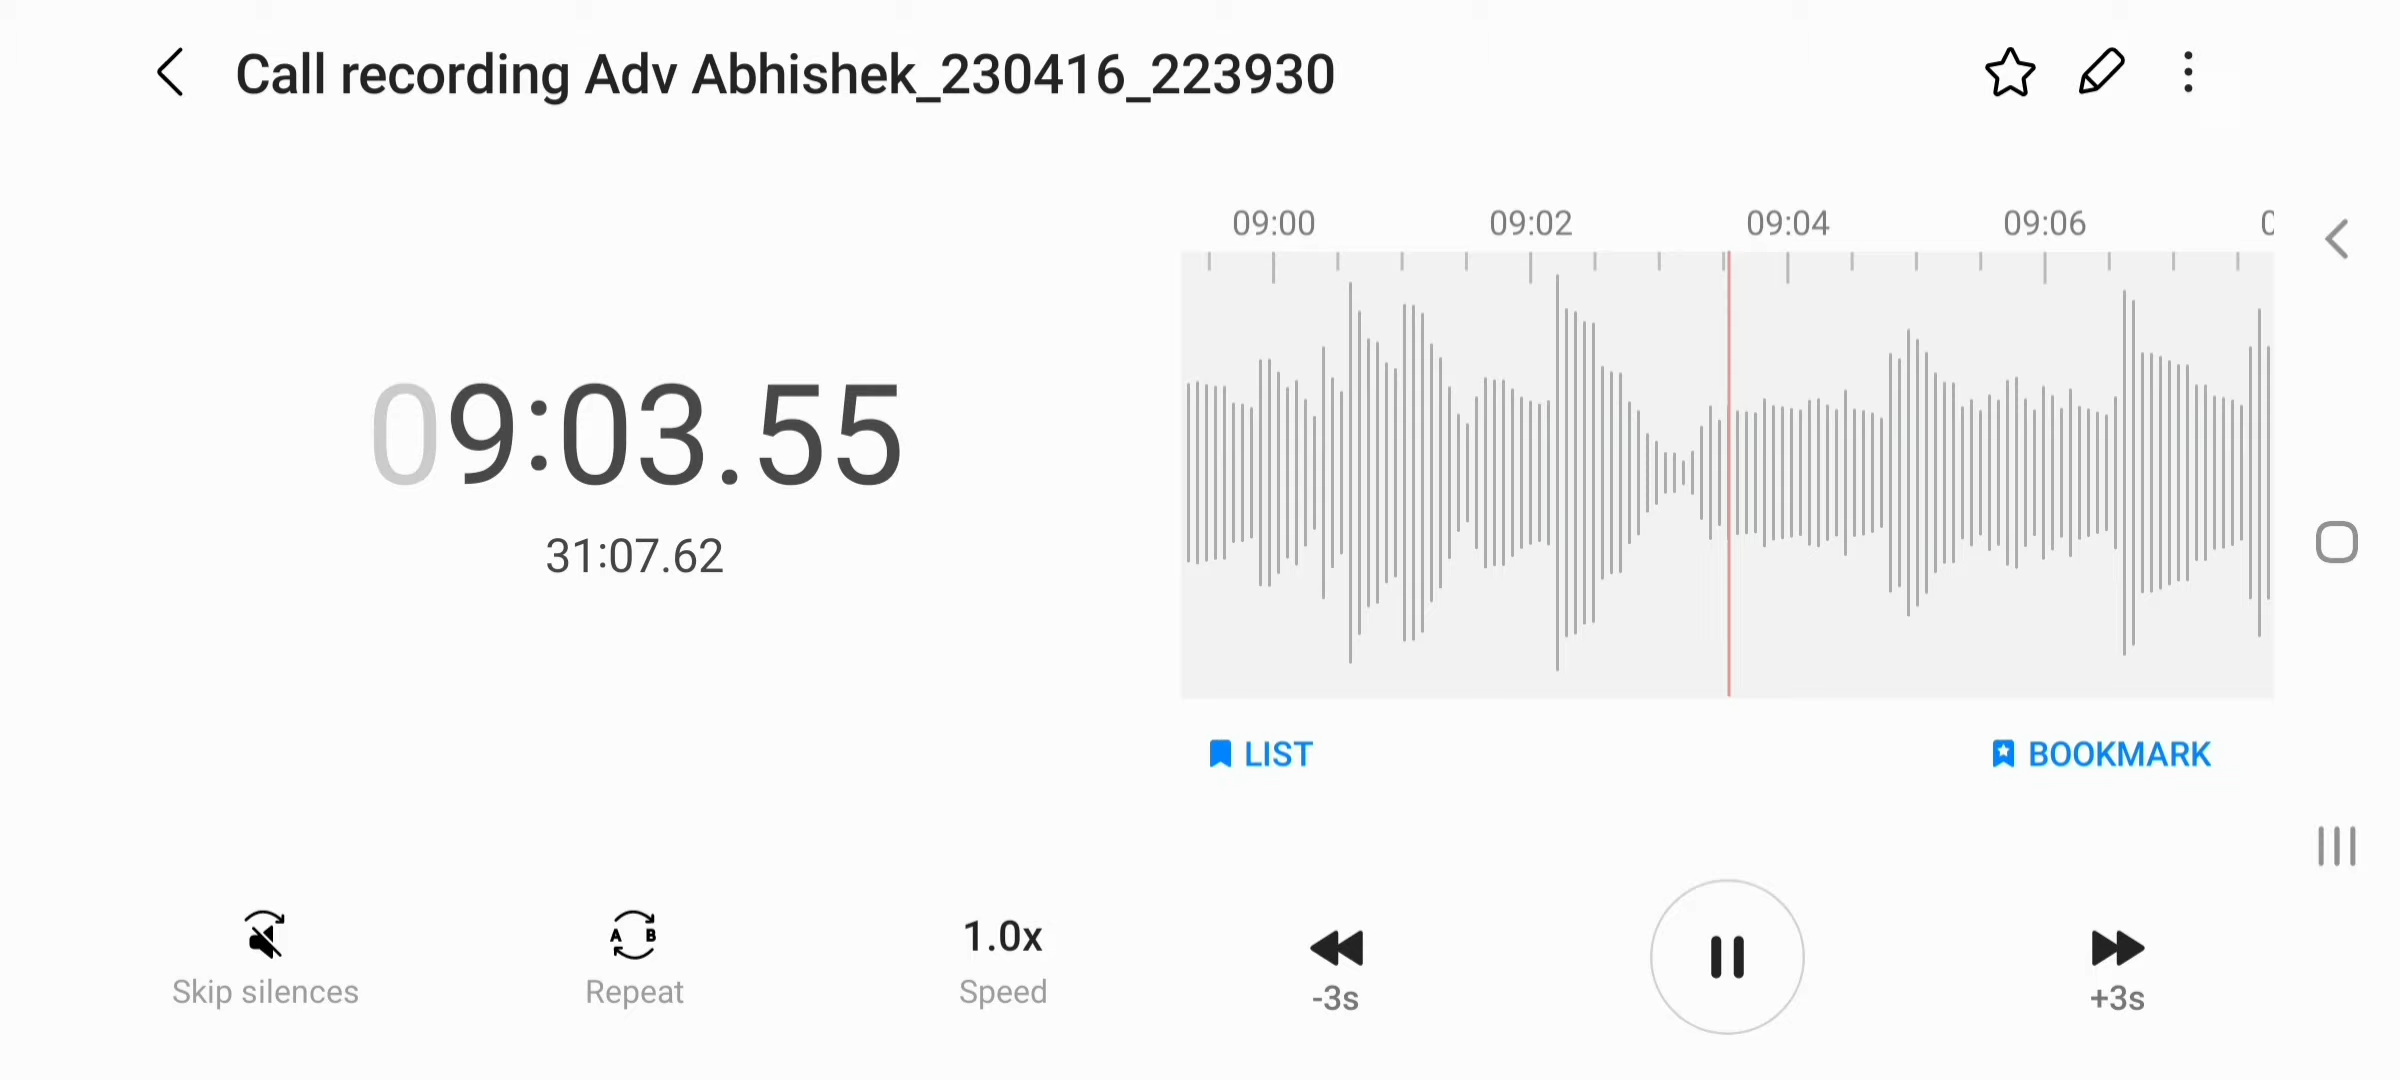 Call recording Adv Abhishek_230416_223930
09:00 09:02 09:04 09:06
09:03.55
31:07.62
LIST BOOKMARK
A B 1.0x
Skip silences Repeat Speed -3s +3s